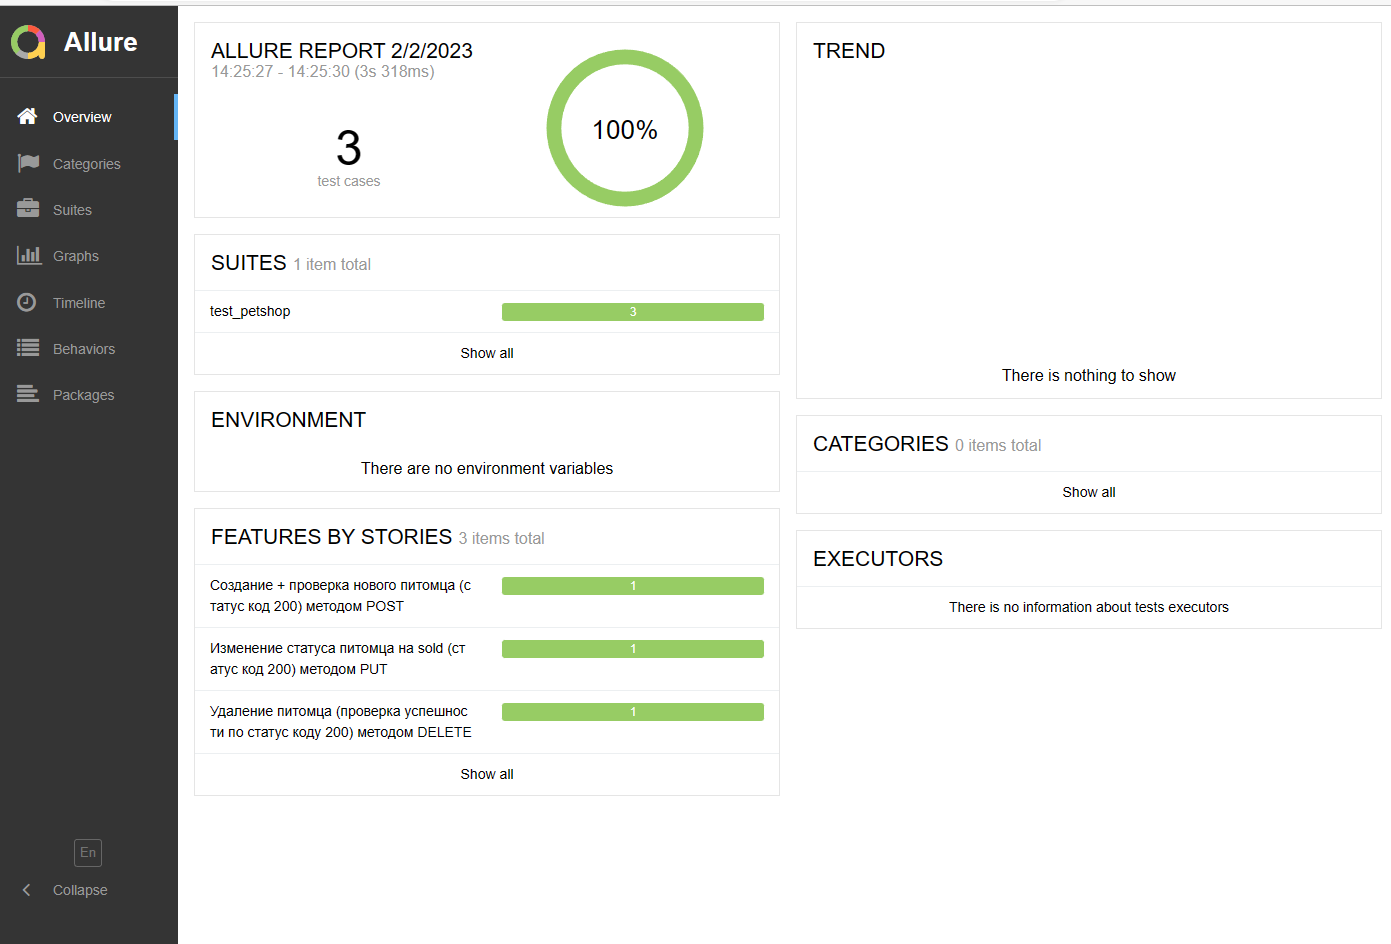 Allure
Overview
Categories
Suites
Graphs
Timeline
Behaviors
Packages
En
Collapse
ALLURE REPORT 2/2/2023
14:25:27 - 14:25:30 (3s 318ms)
3
test cases
100%
SUITES 1 item total
test_petshop 3
Show all
ENVIRONMENT
There are no environment variables
FEATURES BY STORIES 3 items total
Создание + проверка нового питомца (с 1
татус код 200) методом POST
Изменение статуса питомца на sold (ст 1
атус код 200) методом PUT
Удаление питомца (проверка успешнос 1
ти по статус коду 200) методом DELETE
Show all
TREND
There is nothing to show
CATEGORIES 0 items total
Show all
EXECUTORS
There is no information about tests executors